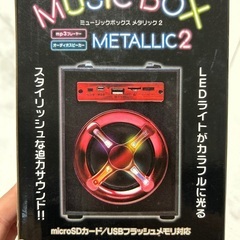 MUSIC BOX
ミュージックボックス メタリック2
mp3プレーヤー
オーディオスピーカー
METALLIC2
LEDライトがカラフルに光る
スタイリッシュな迫力サウンド!!
microSDカード/USBフラッシュメモリ対応